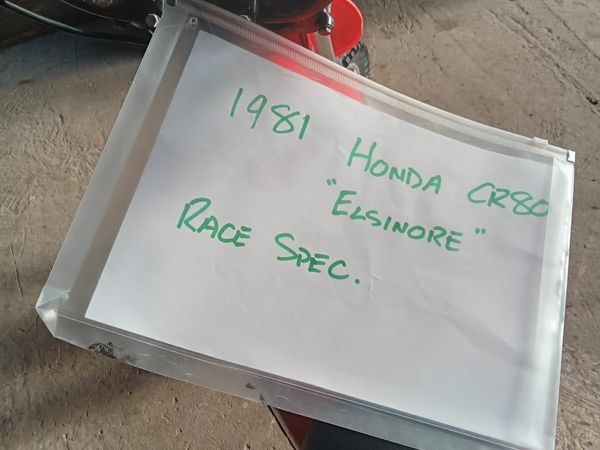 1981 HONDA CR80
"ELSINORE"
RACE SPEC.